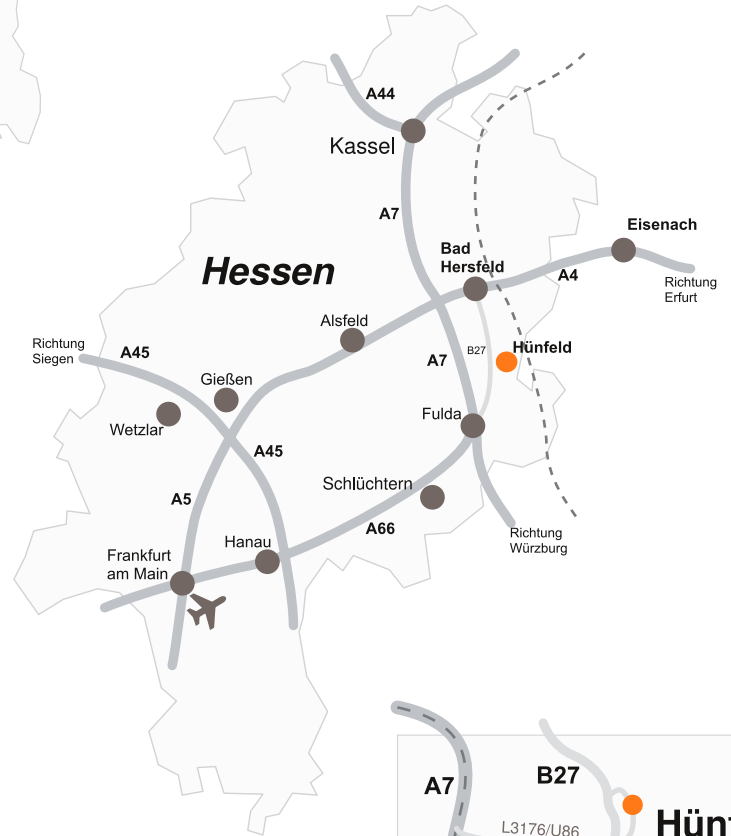 A44
Kassel
A7
Eisenach
Bad
Hersfeld
Hessen
A4
Richtung
Erfurt
Alsfeld
Richtung
Siegen
A45
Hünfeld
B27
A7
Gießen
Wetzlar
Fulda
A45
Schlüchtern
A5
A66
Richtung
Würzburg
Hanau
Frankfurt
am Main
A7
B27
L3176/U86